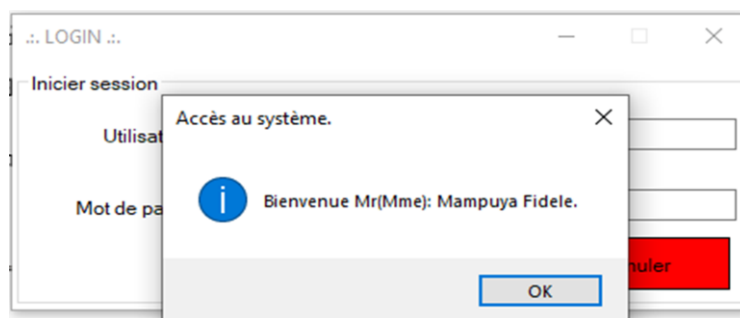 .:. LOGIN .:.
Inicier session
Accès au système.
Utilisat
Bienvenue Mr(Mme): Mampuya Fidele.
Mot de pa
nuler
OK